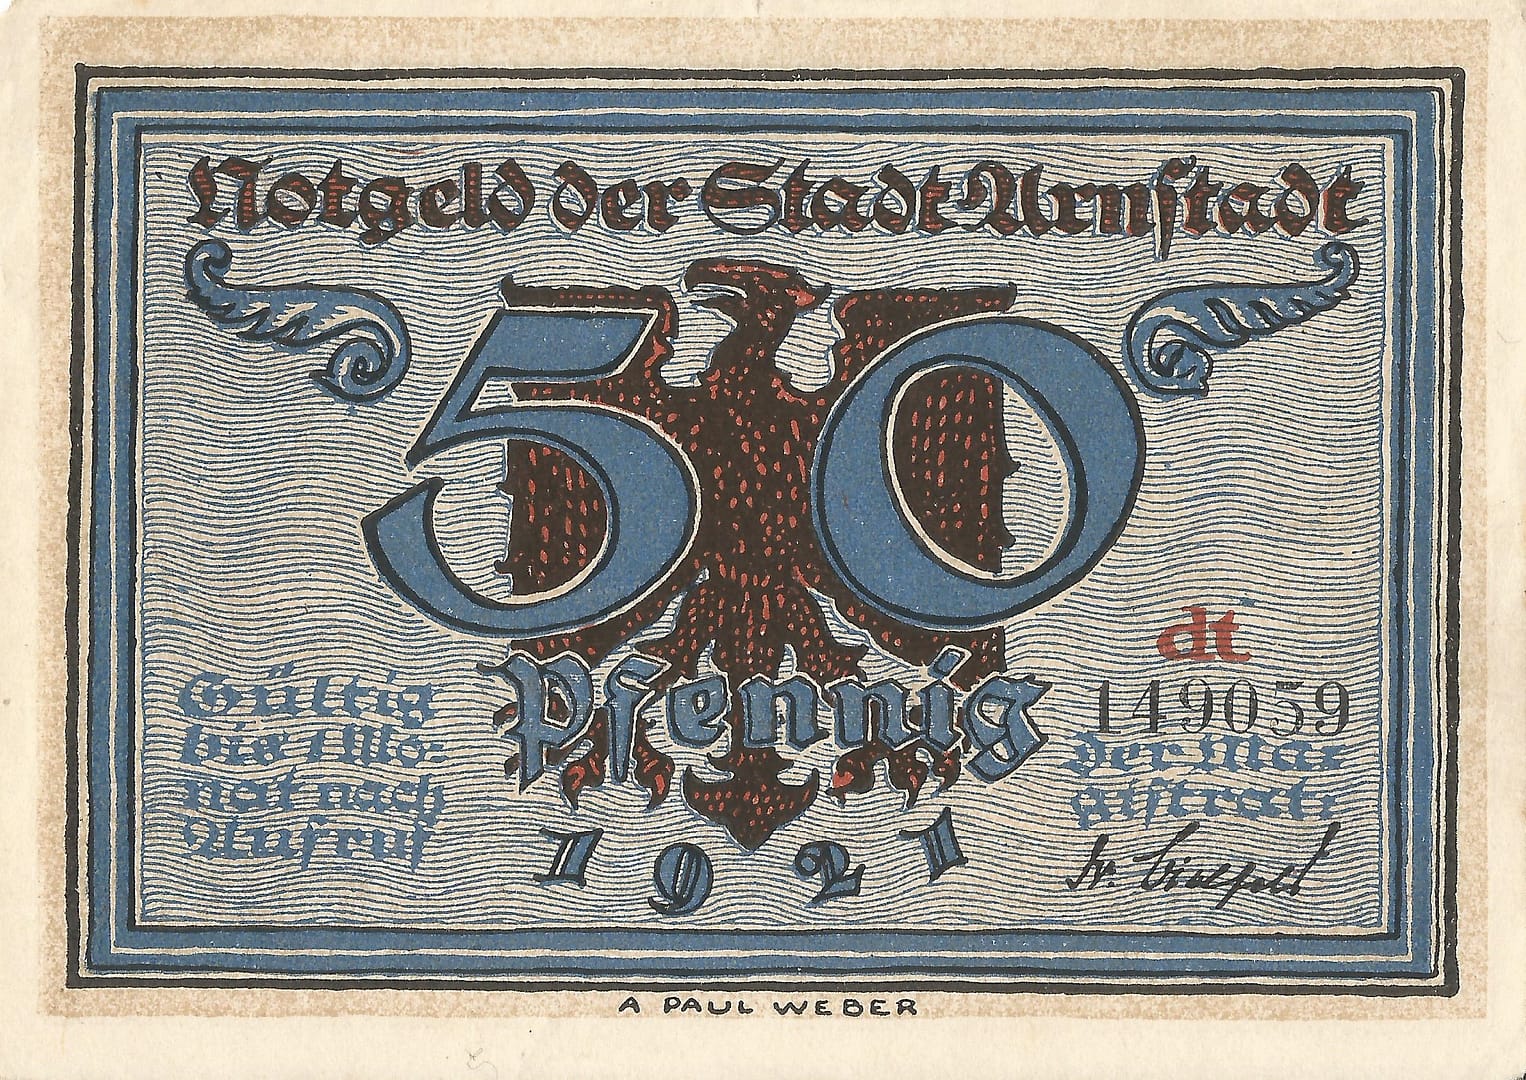 Notgeld der Stadt Arnstadt
50
Pfennig
dt
149059
Gültig
bis 1 Mo-
nat nach
Aufruf
Der Ma-
gistrat:
1921
A PAUL WEBER